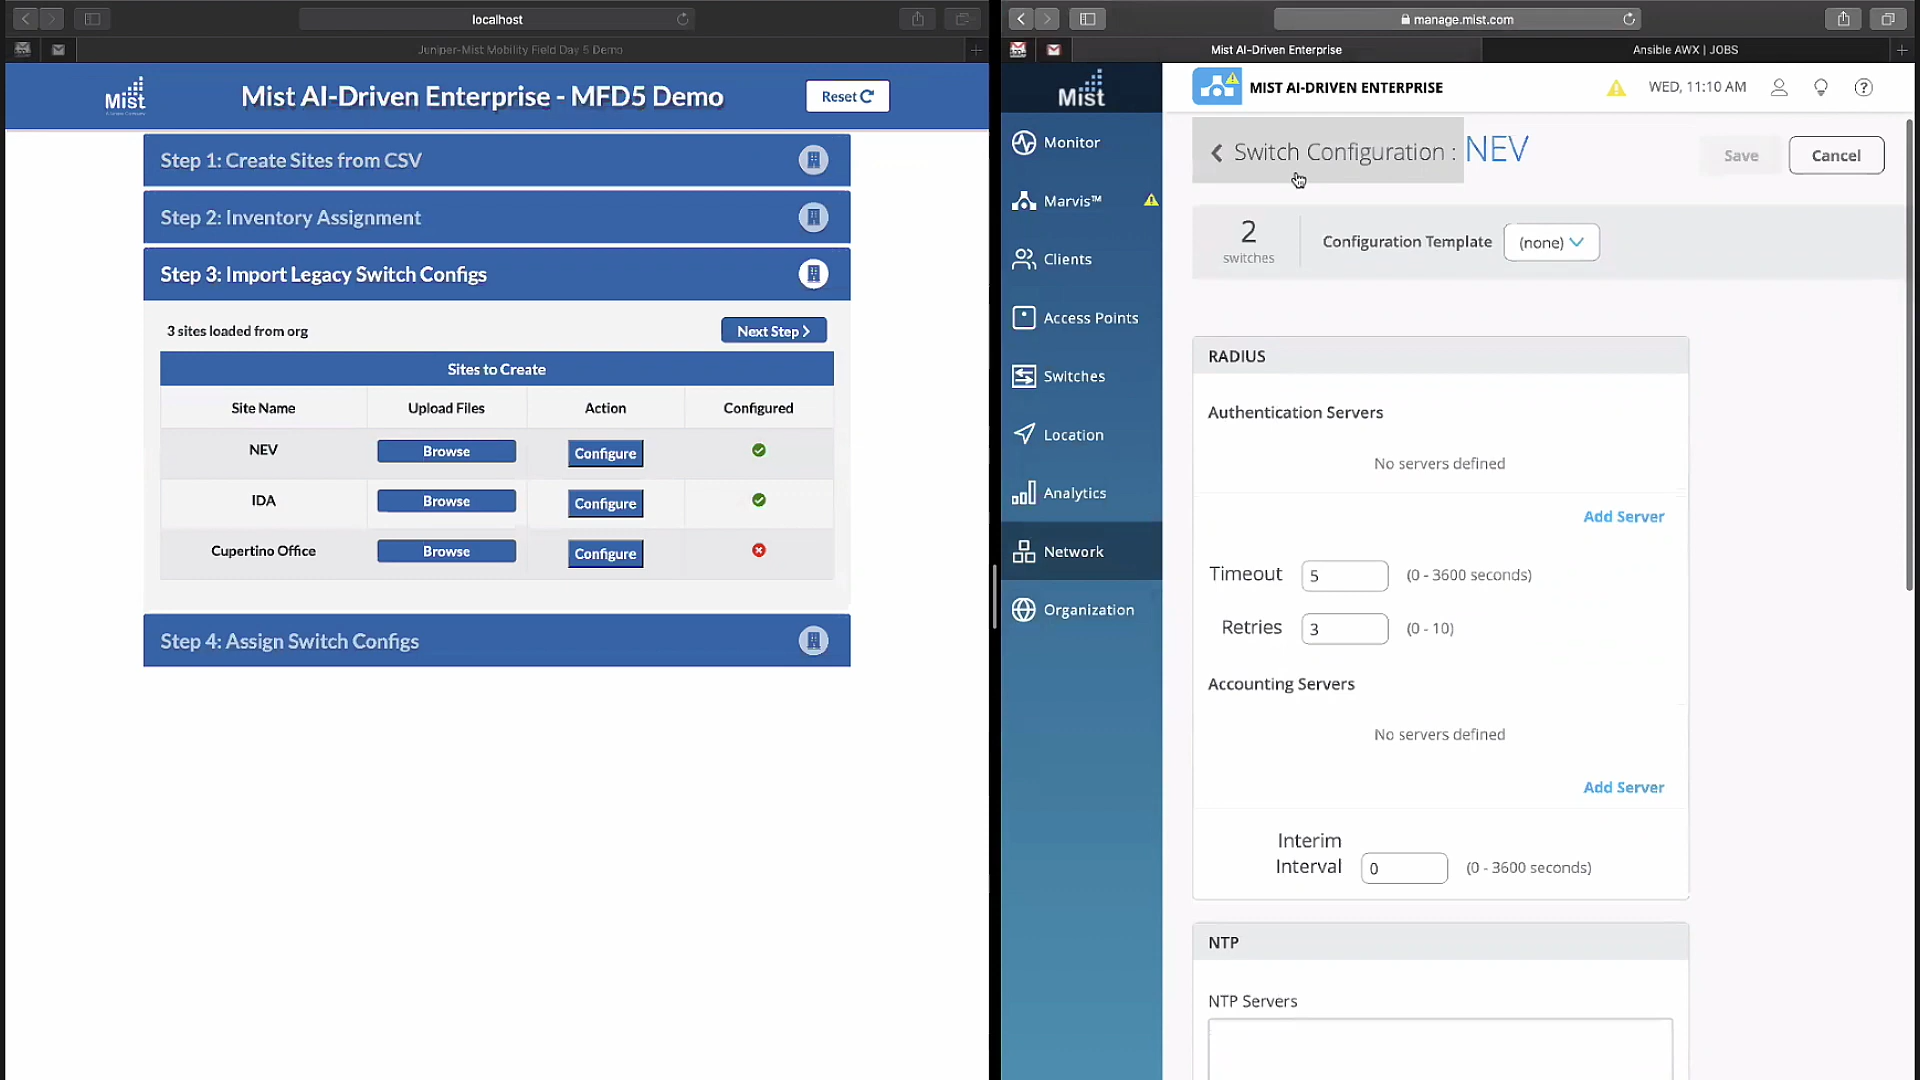 localhost
Juniper-Mist Mobility Field Day 5 Demo
Mist
Mist AI-Driven Enterprise - MFD5 Demo
Reset
Step 1: Create Sites from CSV
Step 2: Inventory Assignment
Step 3: Import Legacy Switch Configs
3 sites loaded from org
Next Step
Sites to Create
Site Name Upload Files Action Configured
NEV Browse Configure
IDA Browse Configure
Cupertino Office Browse Configure
Step 4: Assign Switch Configs
manage.mist.com
Mist AI-Driven Enterprise
Ansible AWX | JOBS
Mist
MIST AI-DRIVEN ENTERPRISE
WED, 11:10 AM
Monitor
Marvis™
Clients
Access Points
Switches
Location
Analytics
Network
Organization
Switch Configuration : NEV
Save
Cancel
2
switches
Configuration Template
(none)
RADIUS
Authentication Servers
No servers defined
Add Server
Timeout 5 (0 - 3600 seconds)
Retries 3 (0 - 10)
Accounting Servers
No servers defined
Add Server
Interim
Interval 0 (0 - 3600 seconds)
NTP
NTP Servers